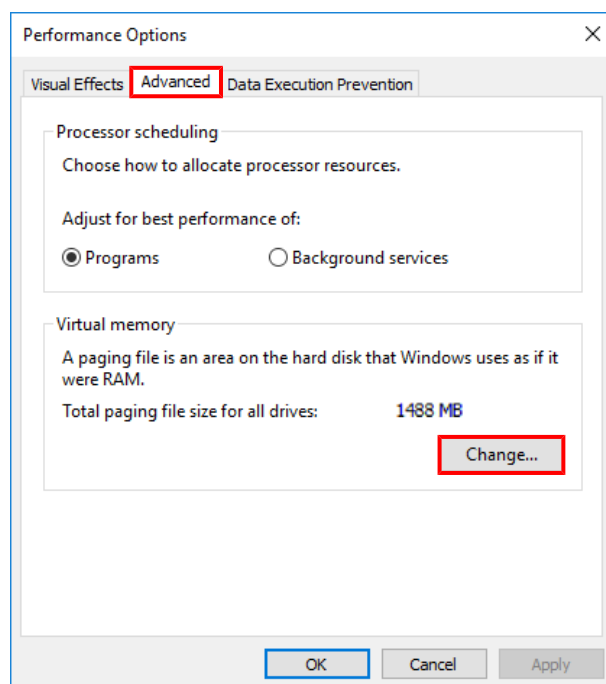 Performance Options
Visual Effects Advanced Data Execution Prevention
Processor scheduling
Choose how to allocate processor resources.
Adjust for best performance of:
Programs Background services
Virtual memory
A paging file is an area on the hard disk that Windows uses as if it
were RAM.
Total paging file size for all drives: 1488 MB
Change...
OK Cancel Apply